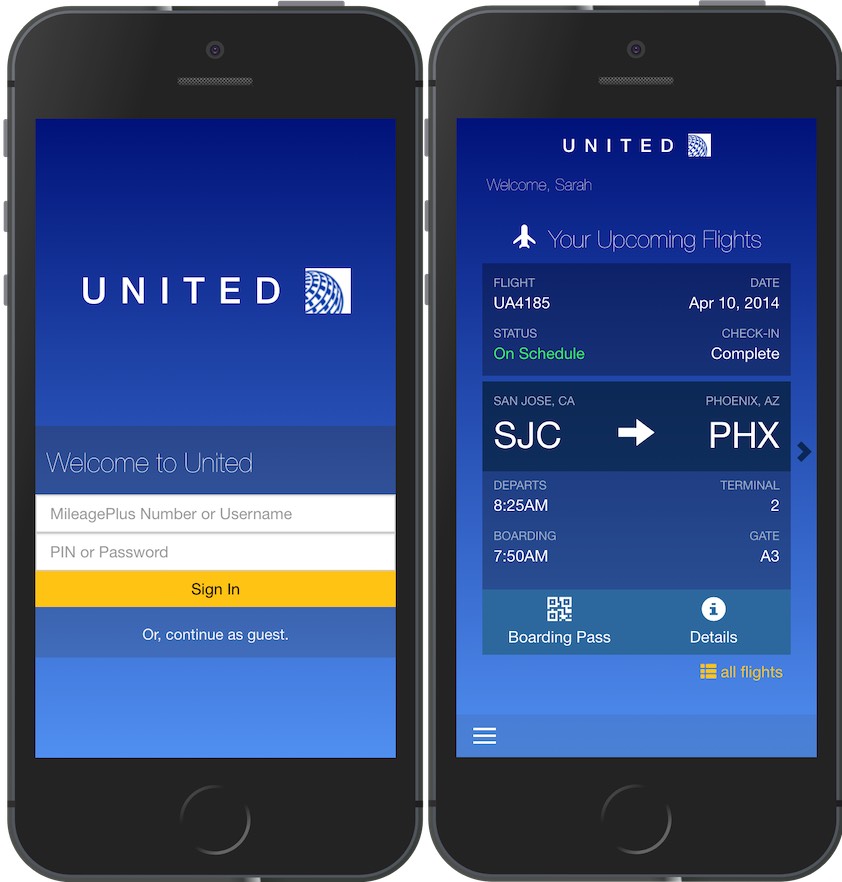 UNITED
Welcome to United
MileagePlus Number or Username
PIN or Password
Sign In
Or, continue as guest.
UNITED
Welcome, Sarah
Your Upcoming Flights
FLIGHT DATE
UA4185 Apr 10, 2014
STATUS CHECK-IN
On Schedule Complete
SAN JOSE, CA PHOENIX, AZ
SJC PHX
DEPARTS TERMINAL
8:25AM 2
BOARDING GATE
7:50AM A3
Boarding Pass Details
all flights